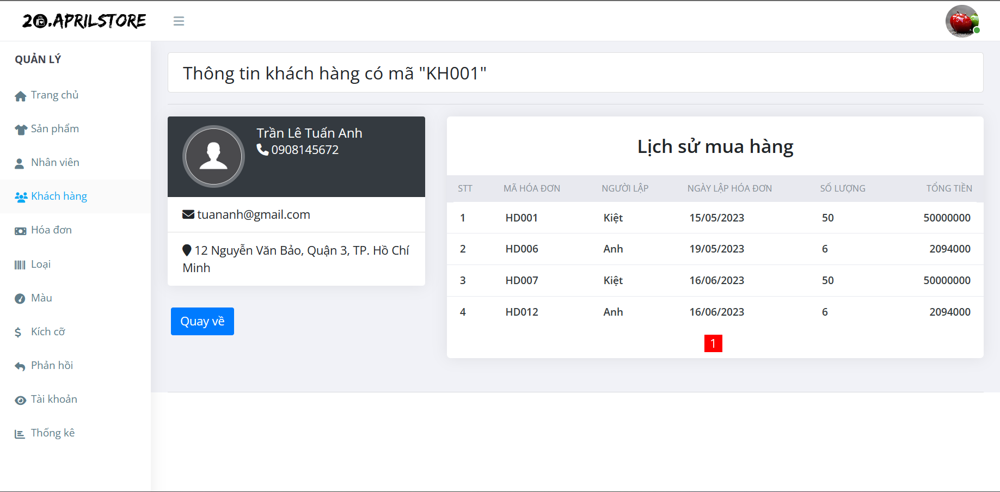 20.APRILSTORE
QUẢN LÝ
Trang chủ
Sản phẩm
Nhân viên
Khách hàng
Hóa đơn
Loại
Màu
Kích cỡ
Phản hồi
Tài khoản
Thống kê
Thông tin khách hàng có mã "KH001"
Trần Lê Tuấn Anh
0908145672
tuananh@gmail.com
12 Nguyễn Văn Bảo, Quận 3, TP. Hồ Chí
Minh
Quay về
Lịch sử mua hàng
STT MÃ HÓA ĐƠN NGƯỜI LẬP NGÀY LẬP HÓA ĐƠN SỐ LƯỢNG TỔNG TIỀN
1 HD001 Kiệt 15/05/2023 50 50000000
2 HD006 Anh 19/05/2023 6 2094000
3 HD007 Kiệt 16/06/2023 50 50000000
4 HD012 Anh 16/06/2023 6 2094000
1